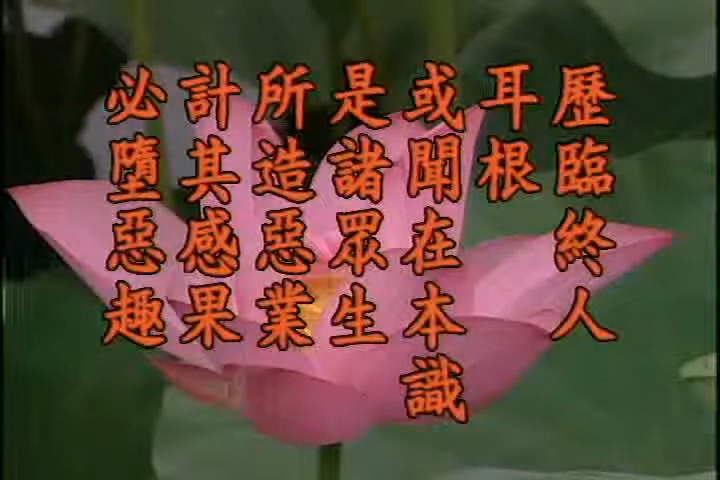 歷臨終人
耳根
或聞在本識
是諸眾生
所造惡業
計其感果
必墮惡趣